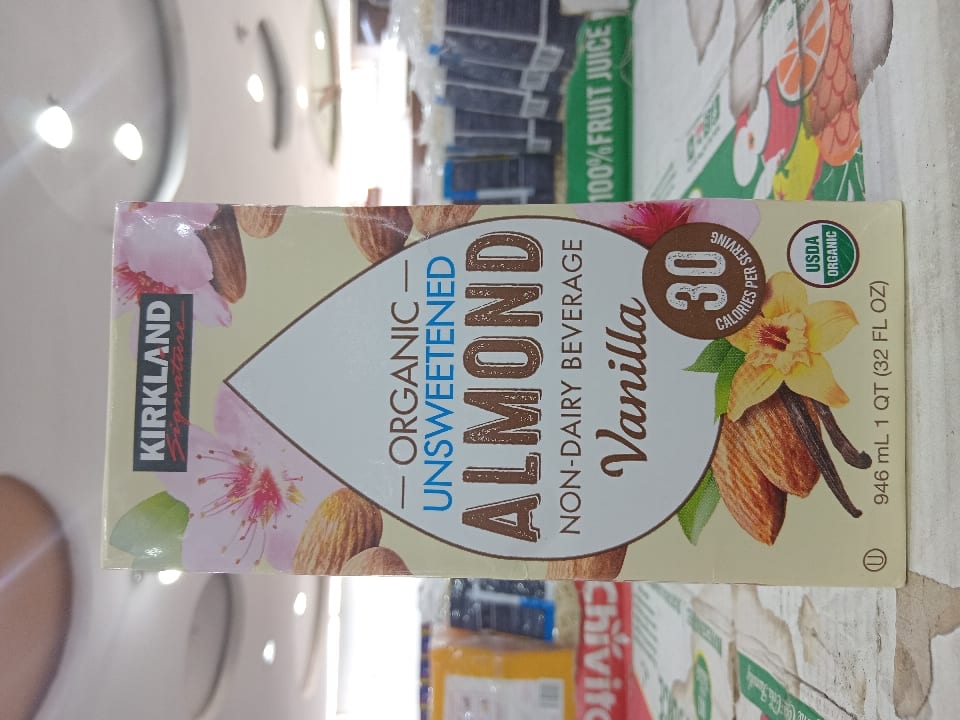 KIRKLAND
Signature
ORGANIC
UNSWEETENED
ALMOND
NON-DAIRY BEVERAGE
Vanilla
30
CALORIES PER SERVING
USDA
ORGANIC
946 mL 1 QT (32 FL OZ)
U
100% FRUIT JUICE
Chivita